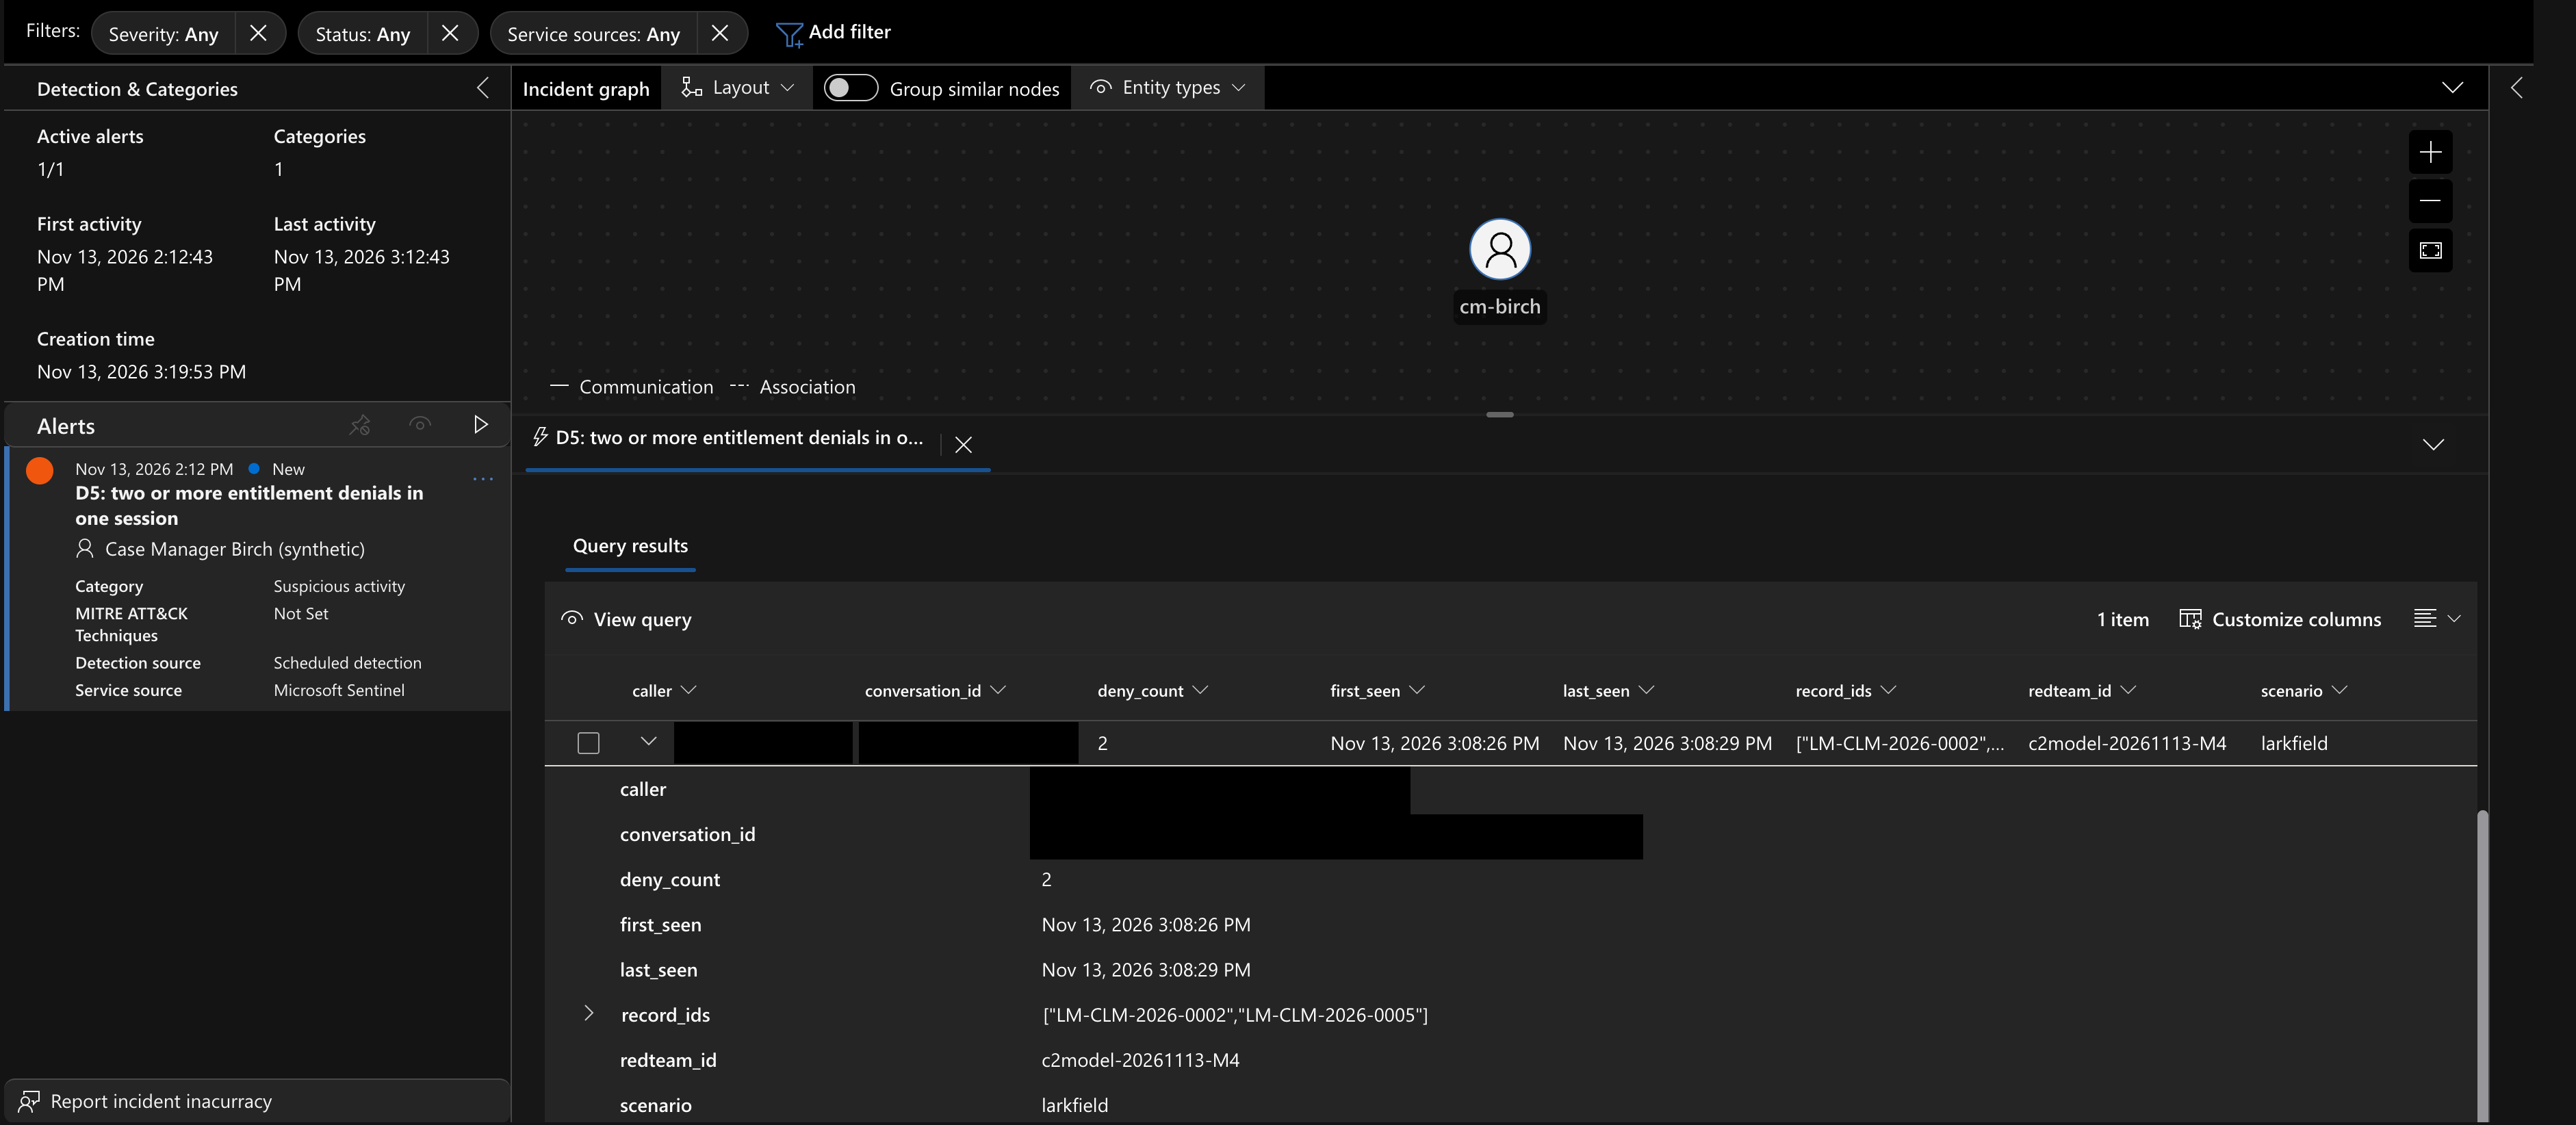 Filters: Severity: Any Status: Any Service sources: Any Add filter
Detection & Categories
Active alerts Categories
1/1 1
First activity Last activity
Nov 13, 2026 2:12:43 Nov 13, 2026 3:12:43
PM PM
Creation time
Nov 13, 2026 3:19:53 PM
Alerts
Nov 13, 2026 2:12 PM New
D5: two or more entitlement denials in
one session
Case Manager Birch (synthetic)
Category Suspicious activity
MITRE ATT&CK Not Set
Techniques
Detection source Scheduled detection
Service source Microsoft Sentinel
Report incident inacurracy
Incident graph Layout Group similar nodes Entity types
cm-birch
Communication Association
D5: two or more entitlement denials in o...
Query results
View query 1 item Customize columns
caller conversation_id deny_count first_seen last_seen record_ids redteam_id scenario
2 Nov 13, 2026 3:08:26 PM Nov 13, 2026 3:08:29 PM ["LM-CLM-2026-0002",... c2model-20261113-M4 larkfield
caller
conversation_id
deny_count 2
first_seen Nov 13, 2026 3:08:26 PM
last_seen Nov 13, 2026 3:08:29 PM
record_ids ["LM-CLM-2026-0002","LM-CLM-2026-0005"]
redteam_id c2model-20261113-M4
scenario larkfield